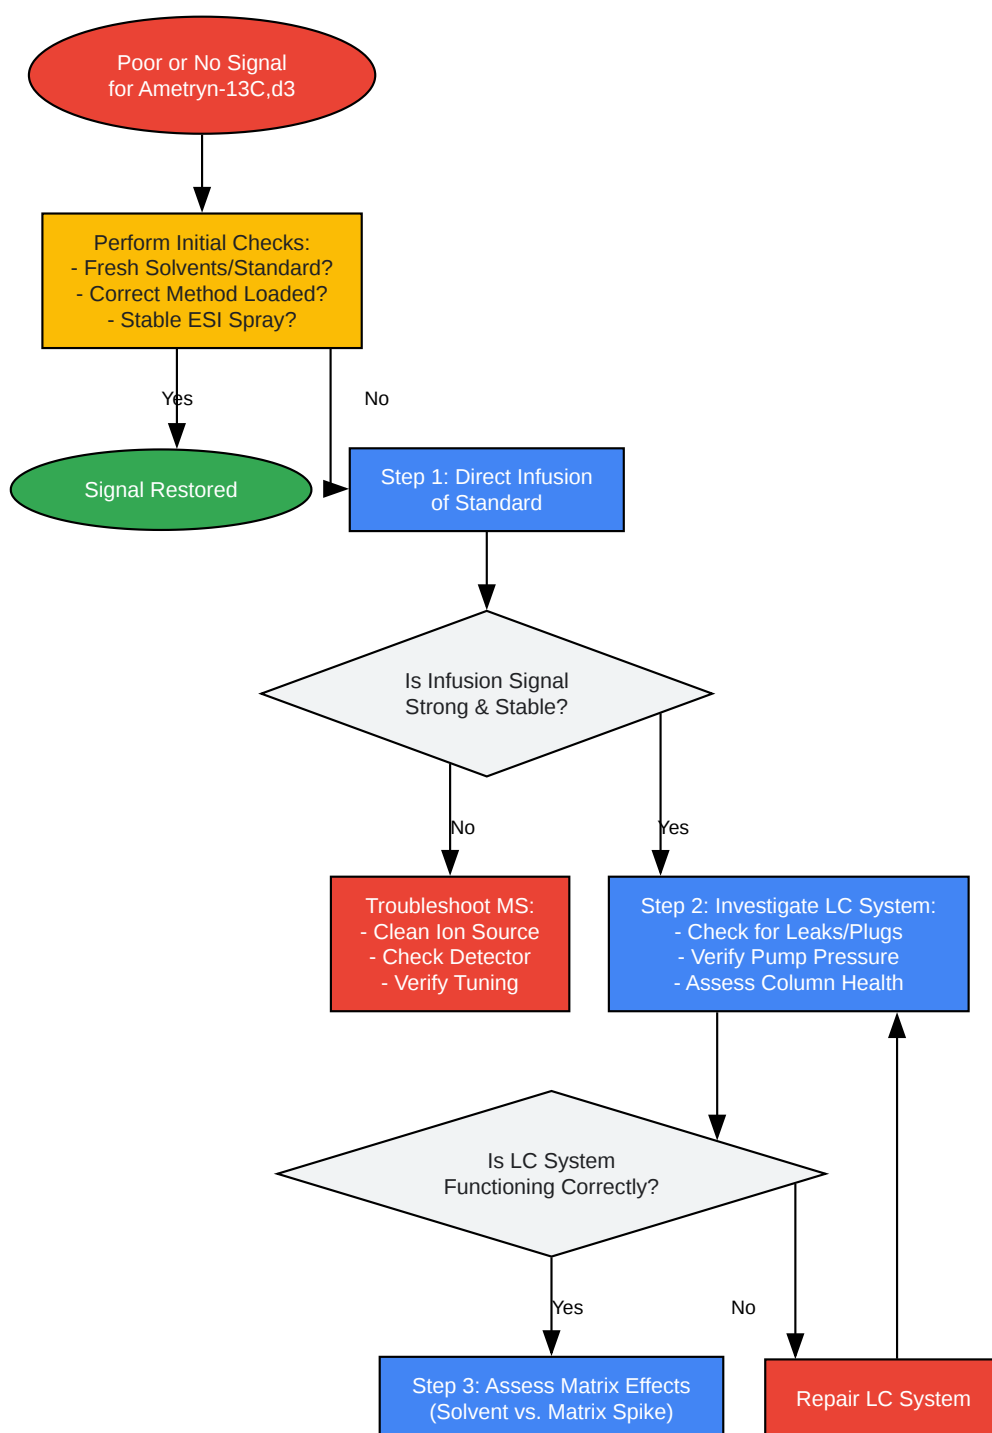 Poor or No Signal
for Ametryn-13C,d3
Perform Initial Checks:
- Fresh Solvents/Standard?
- Correct Method Loaded?
- Stable ESI Spray?
Yes
No
Signal Restored
Step 1: Direct Infusion
of Standard
Is Infusion Signal
Strong & Stable?
No
Yes
Troubleshoot MS:
- Clean Ion Source
- Check Detector
- Verify Tuning
Step 2: Investigate LC System:
- Check for Leaks/Plugs
- Verify Pump Pressure
- Assess Column Health
Is LC System
Functioning Correctly?
Yes
No
Step 3: Assess Matrix Effects
(Solvent vs. Matrix Spike)
Repair LC System